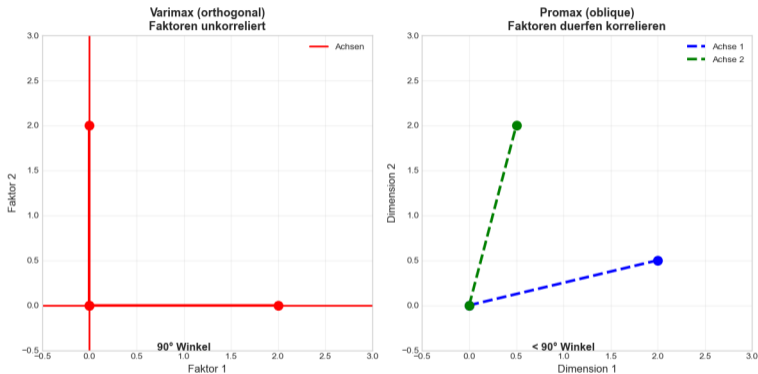 Varimax (orthogonal)
Faktoren unkorreliert
Achsen
3.0
2.5
2.0
1.5
1.0
0.5
0.0
−0.5
Faktor 2
90° Winkel
−0.5 0.0 0.5 1.0 1.5 2.0 2.5 3.0
Faktor 1
Promax (oblique)
Faktoren duerfen korrelieren
Achse 1
Achse 2
3.0
2.5
2.0
1.5
1.0
0.5
0.0
−0.5
Dimension 2
< 90° Winkel
−0.5 0.0 0.5 1.0 1.5 2.0 2.5 3.0
Dimension 1